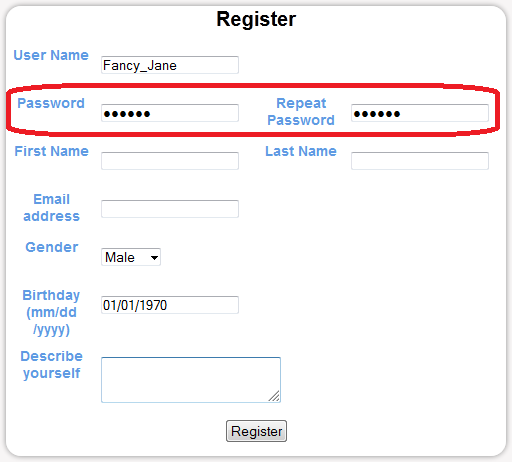 Register
User Name
Fancy_Jane
Password
••••••
Repeat
Password
••••••
First Name
Last Name
Email
address
Gender
Male
Birthday
(mm/dd
/yyyy)
01/01/1970
Describe
yourself
Register